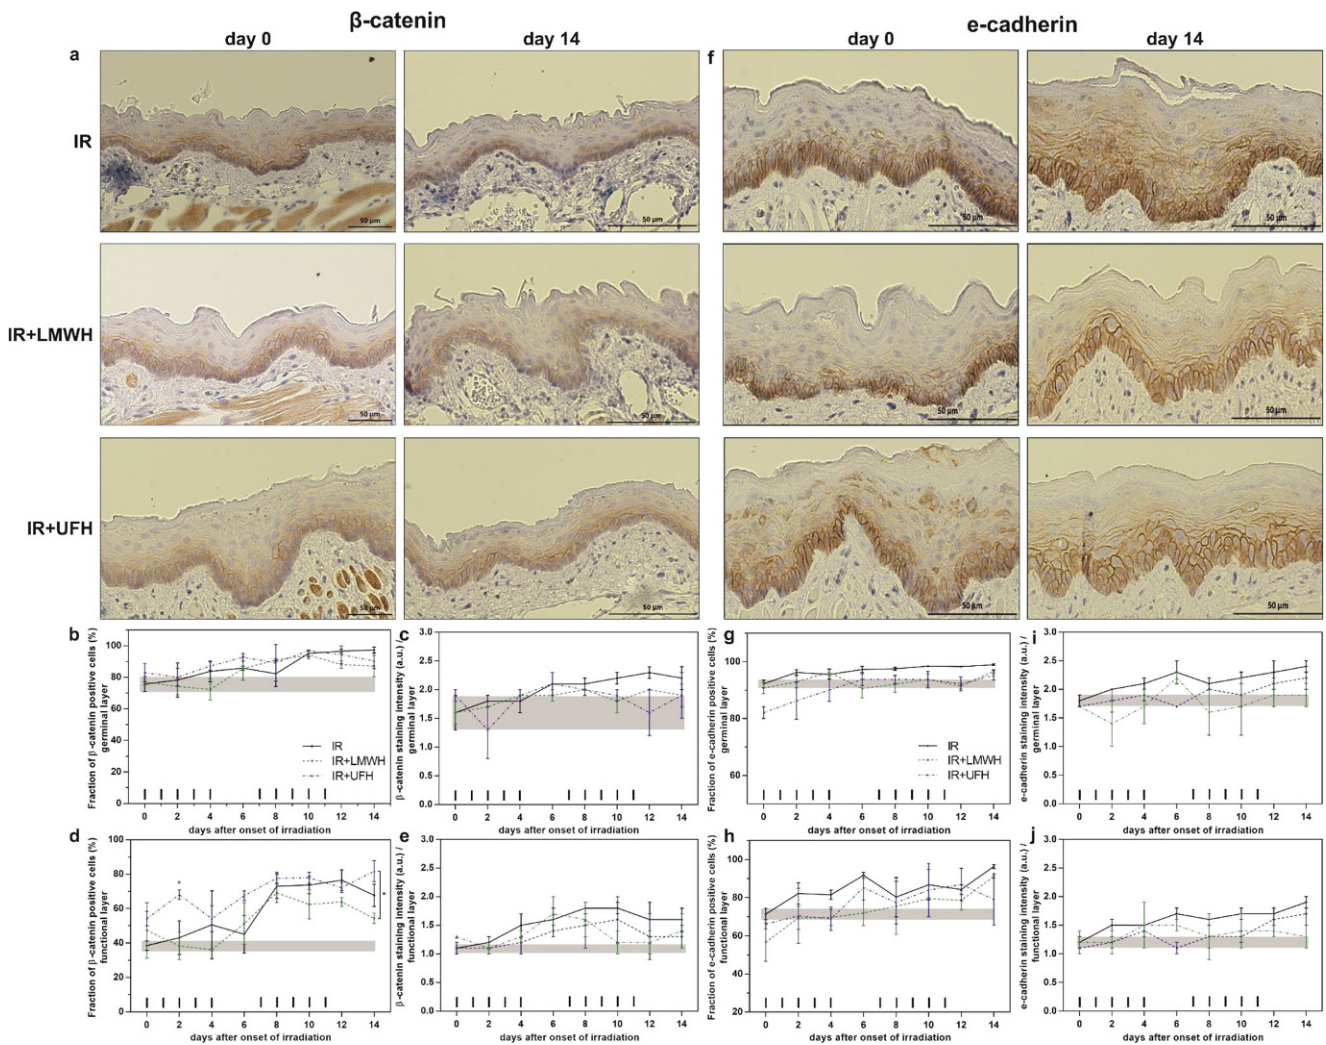 β-catenin
e-cadherin
day 0
day 14
day 0
day 14
a
f
IR
50 µm
50 µm
50 µm
50 µm
IR+LMWH
50 µm
50 µm
50 µm
50 µm
IR+UFH
50 µm
50 µm
50 µm
50 µm
b
Fraction of β-catenin positive cells (%)
germinal layer
100
80
60
40
20
0
IR
IR+LMWH
IR+UFH
0 2 4 6 8 10 12 14
days after onset of irradiation
c
β-catenin staining intensity (a.u.) /
germinal layer
3.0
2.5
2.0
1.5
1.0
0.5
0.0
0 2 4 6 8 10 12 14
days after onset of irradiation
g
Fraction of e-cadherin positive cells (%)
germinal layer
100
80
60
IR
IR+LMWH
IR+UFH
0 2 4 6 8 10 12 14
days after onset of irradiation
i
e-cadherin staining intensity (a.u.) /
germinal layer
3.0
2.5
2.0
1.5
1.0
0.5
0.0
0 2 4 6 8 10 12 14
days after onset of irradiation
d
Fraction of β-catenin positive cells (%)
functional layer
100
80
60
40
20
0
*
*
0 2 4 6 8 10 12 14
days after onset of irradiation
e
β-catenin staining intensity (a.u.) /
functional layer
3.0
2.5
2.0
1.5
1.0
0.5
0.0
0 2 4 6 8 10 12 14
days after onset of irradiation
h
Fraction of e-cadherin positive cells (%)
functional layer
100
80
60
40
20
0 2 4 6 8 10 12 14
days after onset of irradiation
j
e-cadherin staining intensity (a.u.) /
functional layer
3.0
2.5
2.0
1.5
1.0
0.5
0.0
0 2 4 6 8 10 12 14
days after onset of irradiation